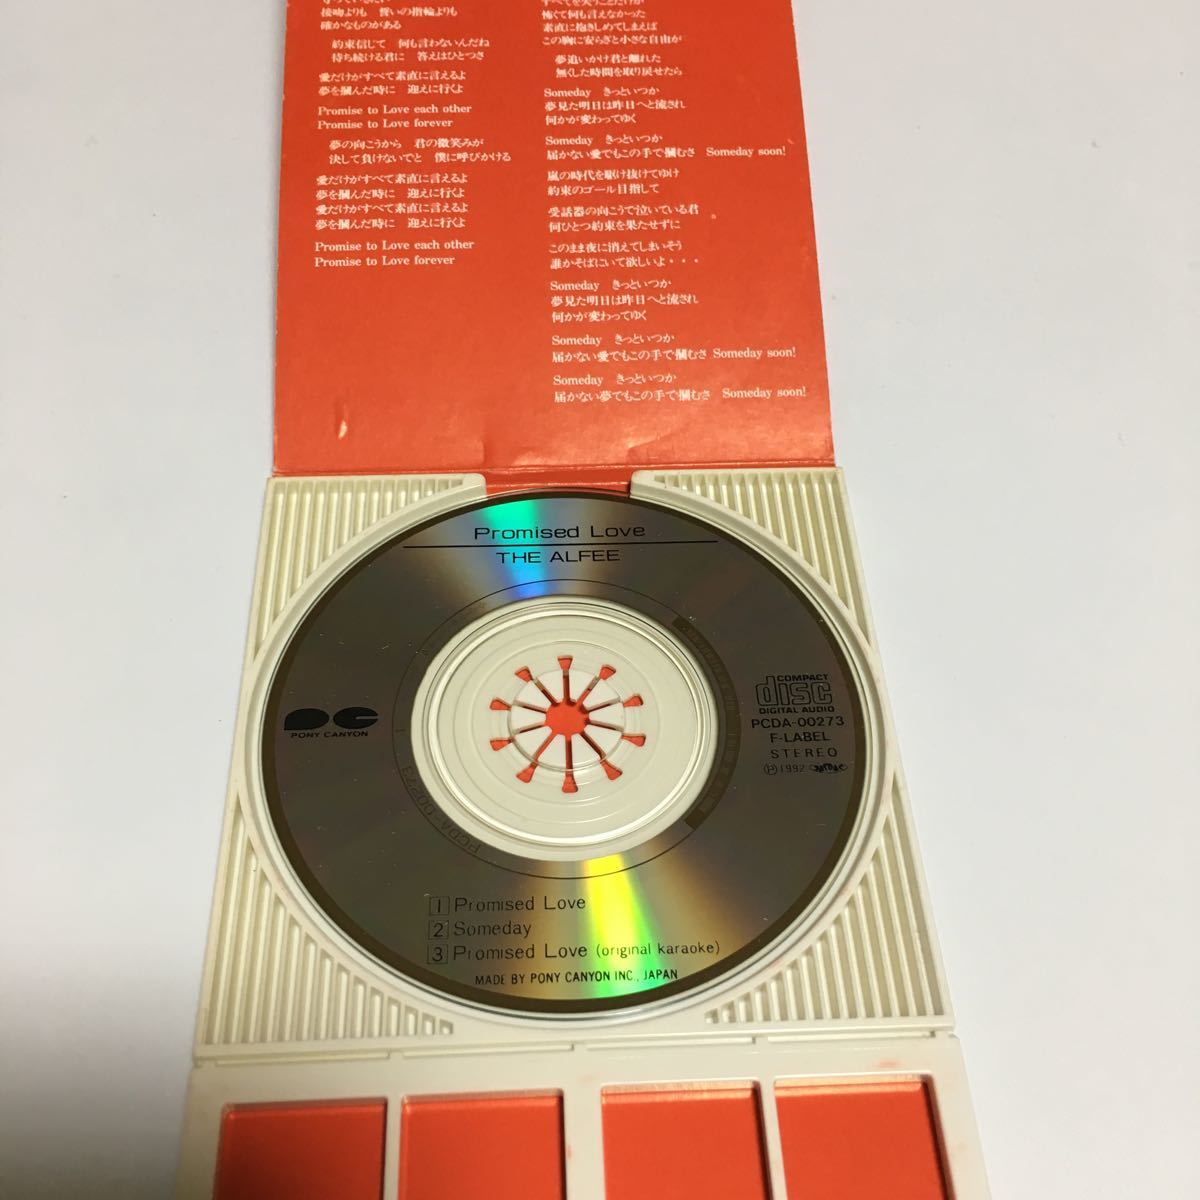 接吻よりも 誓いの指輪よりも
確かなものがある
約束信じて 何も言わないんだね
待ち続ける君に 答えはひとつさ
愛だけがすべて素直に言えるよ
夢を摑んだ時に 迎えに行くよ
Promise to Love each other
Promise to Love forever
夢の向こうから 君の微笑みが
決して負けないでと 僕に呼びかける
愛だけがすべて素直に言えるよ
夢を摑んだ時に 迎えに行くよ
愛だけがすべて素直に言えるよ
夢を摑んだ時に 迎えに行くよ
Promise to Love each other
Promise to Love forever
すべてを失うことだけが
怖くて何も言えなかった
素直に抱きしめてしまえば
この胸に安らぎと小さな自由が
夢追いかけ君と離れた
無くした時間を取り戻せたら
Someday きっといつか
夢見た明日は昨日へと流され
何かが変わってゆく
Someday きっといつか
届かない愛でもこの手で摑むさ Someday soon!
嵐の時代を駆け抜けてゆけ
約束のゴール目指して
受話器の向こうで泣いている君
何ひとつ約束を果たせずに
このまま夜に消えてしまいそう
誰かそばにいて欲しいよ・・・
Someday きっといつか
夢見た明日は昨日へと流され
何かが変わってゆく
Someday きっといつか
届かない愛でもこの手で摑むさ Someday soon!
Someday きっといつか
届かない夢でもこの手で摑むさ Someday soon!
Promised Love
THE ALFEE
PONY CANYON
COMPACT
disc
DIGITAL AUDIO
PCDA-00273
F-LABEL
STEREO
Ⓟ1992
PCDA-00273
1 Promised Love
2 Someday
3 Promised Love (original karaoke)
MADE BY PONY CANYON INC., JAPAN